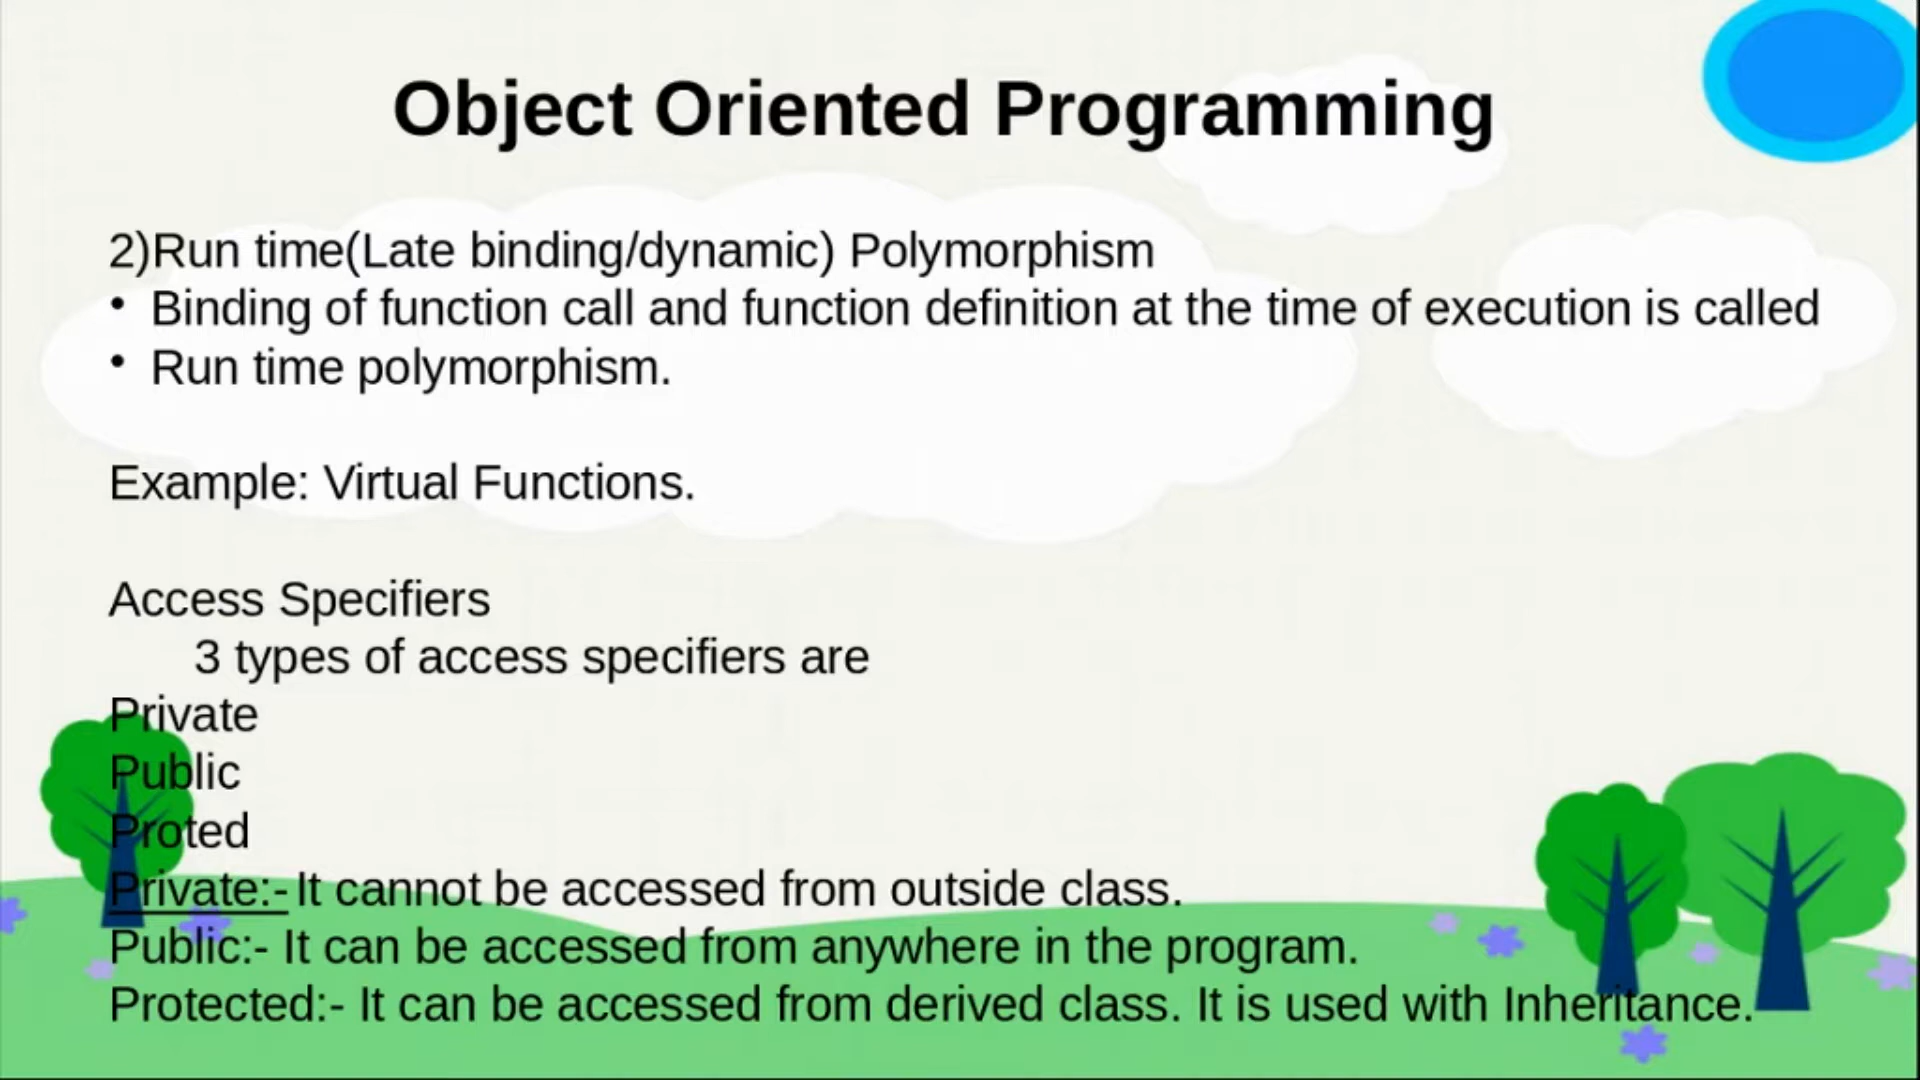 Object Oriented Programming
2)Run time(Late binding/dynamic) Polymorphism
• Binding of function call and function definition at the time of execution is called
• Run time polymorphism.
Example: Virtual Functions.
Access Specifiers
3 types of access specifiers are
Private
Public
Proted
Private:- It cannot be accessed from outside class.
Public:- It can be accessed from anywhere in the program.
Protected:- It can be accessed from derived class. It is used with Inheritance.